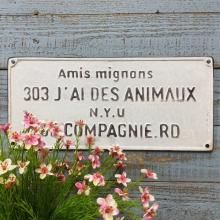 Amis mignons
303 J'AI DES ANIMAUX
N.Y.U
COMPAGNIE.RD